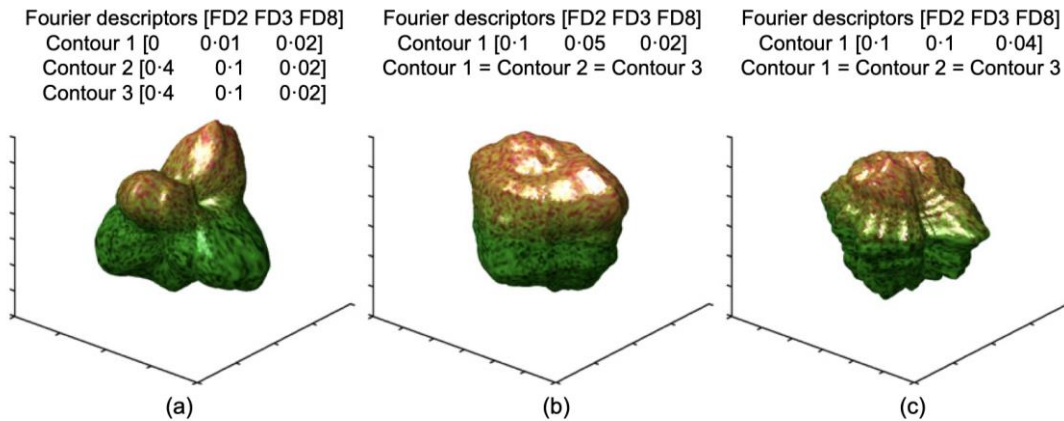 Fourier descriptors [FD2 FD3 FD8]
Contour 1 [0 0·01 0·02]
Contour 2 [0·4 0·1 0·02]
Contour 3 [0·4 0·1 0·02]
Fourier descriptors [FD2 FD3 FD8]
Contour 1 [0·1 0·05 0·02]
Contour 1 = Contour 2 = Contour 3
Fourier descriptors [FD2 FD3 FD8]
Contour 1 [0·1 0·1 0·04]
Contour 1 = Contour 2 = Contour 3
(a)
(b)
(c)